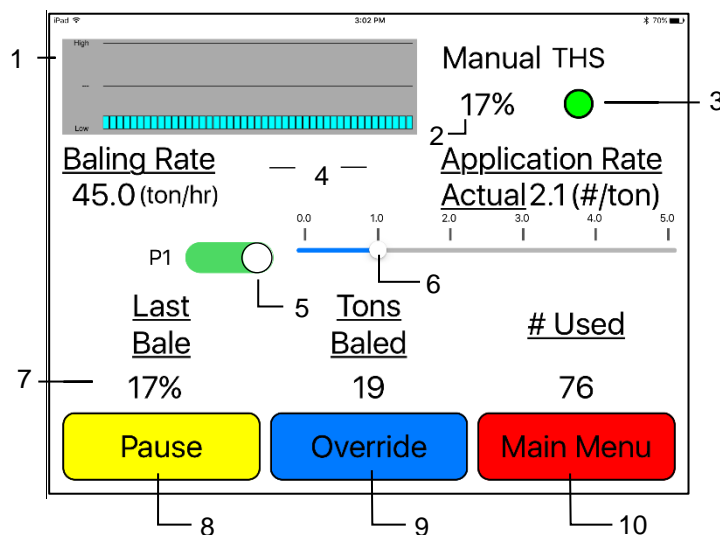 iPad 3:02 PM 70%
1 High
---
Low
Manual THS
17% 3
2
Baling Rate 4 Application Rate
45.0 (ton/hr) Actual 2.1 (#/ton)
0.0 1.0 2.0 3.0 4.0 5.0
P1
5 6
Last Tons # Used
Bale Baled
7 17% 19 76
Pause Override Main Menu
8 9 10